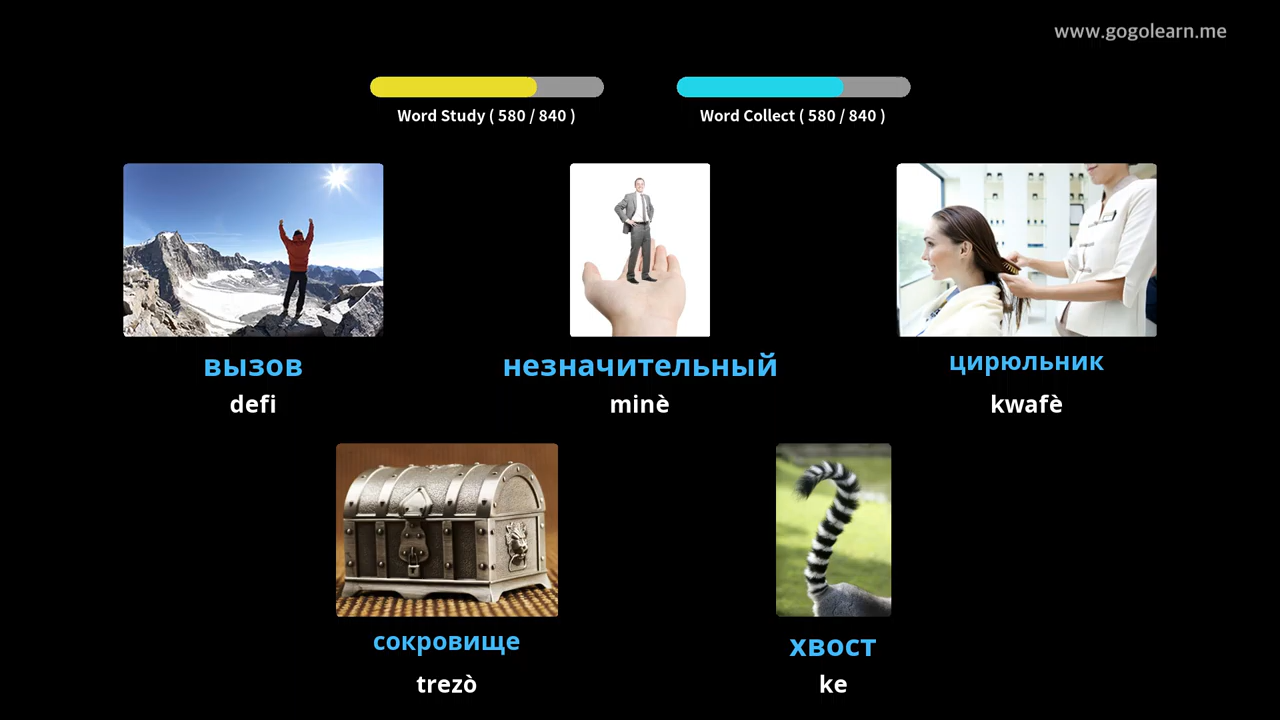 www.gogolearn.me
Word Study ( 580 / 840 )
Word Collect ( 580 / 840 )
вызов
defi
незначительный
minè
цирюльник
kwafè
сокровище
trezò
хвост
ke